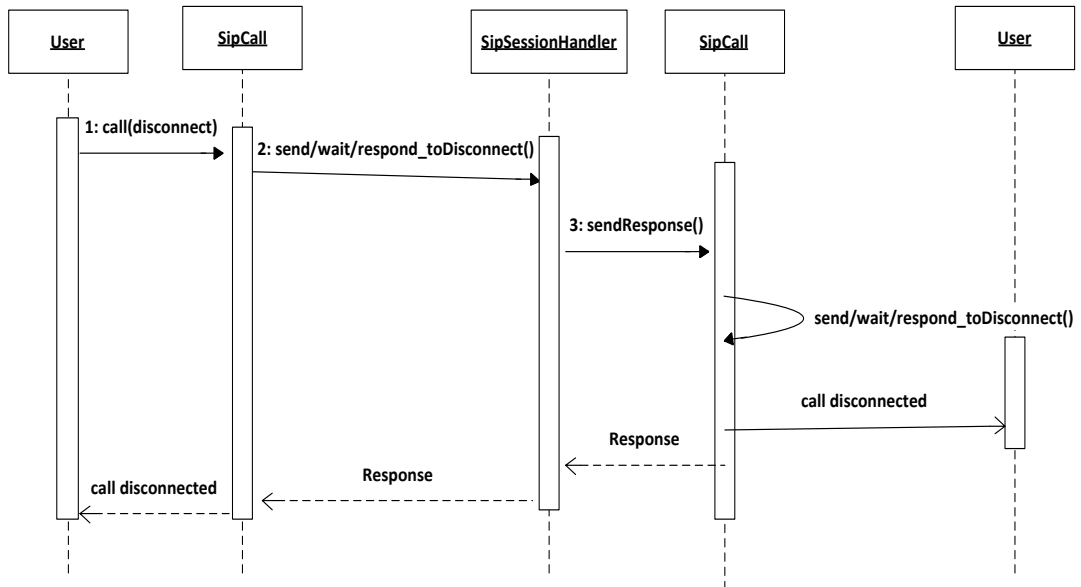 User
SipCall
SipSessionHandler
SipCall
User
1: call(disconnect)
2: send/wait/respond_toDisconnect()
3: sendResponse()
send/wait/respond_toDisconnect()
call disconnected
Response
Response
call disconnected